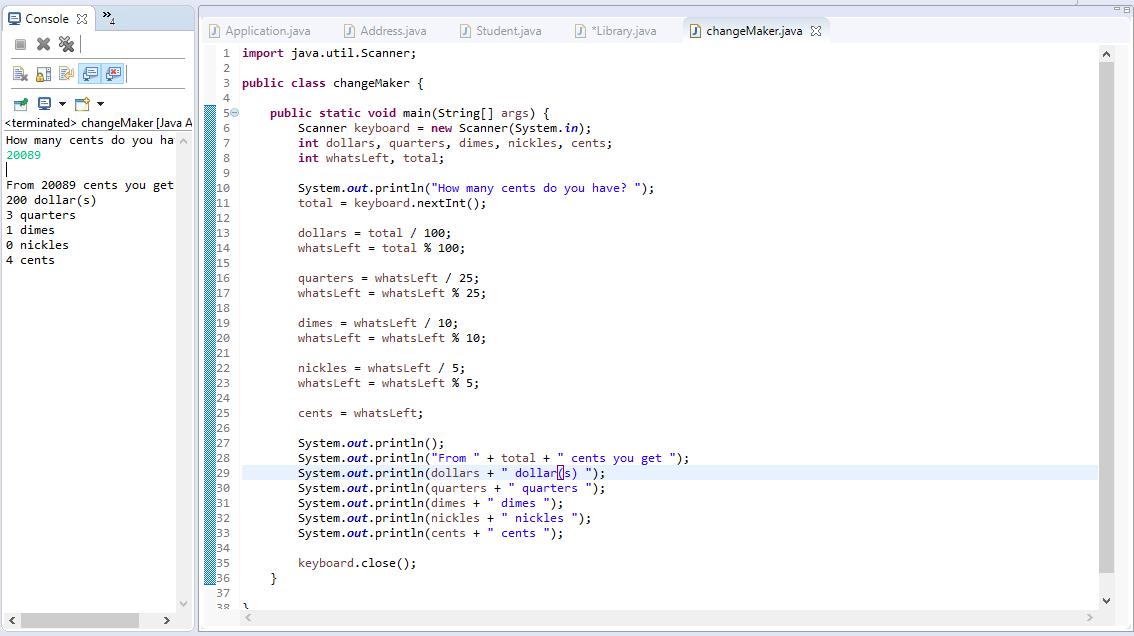 Console
»4
<terminated> changeMaker [Java A
How many cents do you ha
20089
From 20089 cents you get
200 dollar(s)
3 quarters
1 dimes
0 nickles
4 cents
Application.java
Address.java
Student.java
*Library.java
changeMaker.java
1 import java.util.Scanner;
2
3 public class changeMaker {
4
5 public static void main(String[] args) {
6 Scanner keyboard = new Scanner(System.in);
7 int dollars, quarters, dimes, nickles, cents;
8 int whatsLeft, total;
9
10 System.out.println("How many cents do you have? ");
11 total = keyboard.nextInt();
12
13 dollars = total / 100;
14 whatsLeft = total % 100;
15
16 quarters = whatsLeft / 25;
17 whatsLeft = whatsLeft % 25;
18
19 dimes = whatsLeft / 10;
20 whatsLeft = whatsLeft % 10;
21
22 nickles = whatsLeft / 5;
23 whatsLeft = whatsLeft % 5;
24
25 cents = whatsLeft;
26
27 System.out.println();
28 System.out.println("From " + total + " cents you get ");
29 System.out.println(dollars + " dollar(s) ");
30 System.out.println(quarters + " quarters ");
31 System.out.println(dimes + " dimes ");
32 System.out.println(nickles + " nickles ");
33 System.out.println(cents + " cents ");
34
35 keyboard.close();
36 }
37
38 }